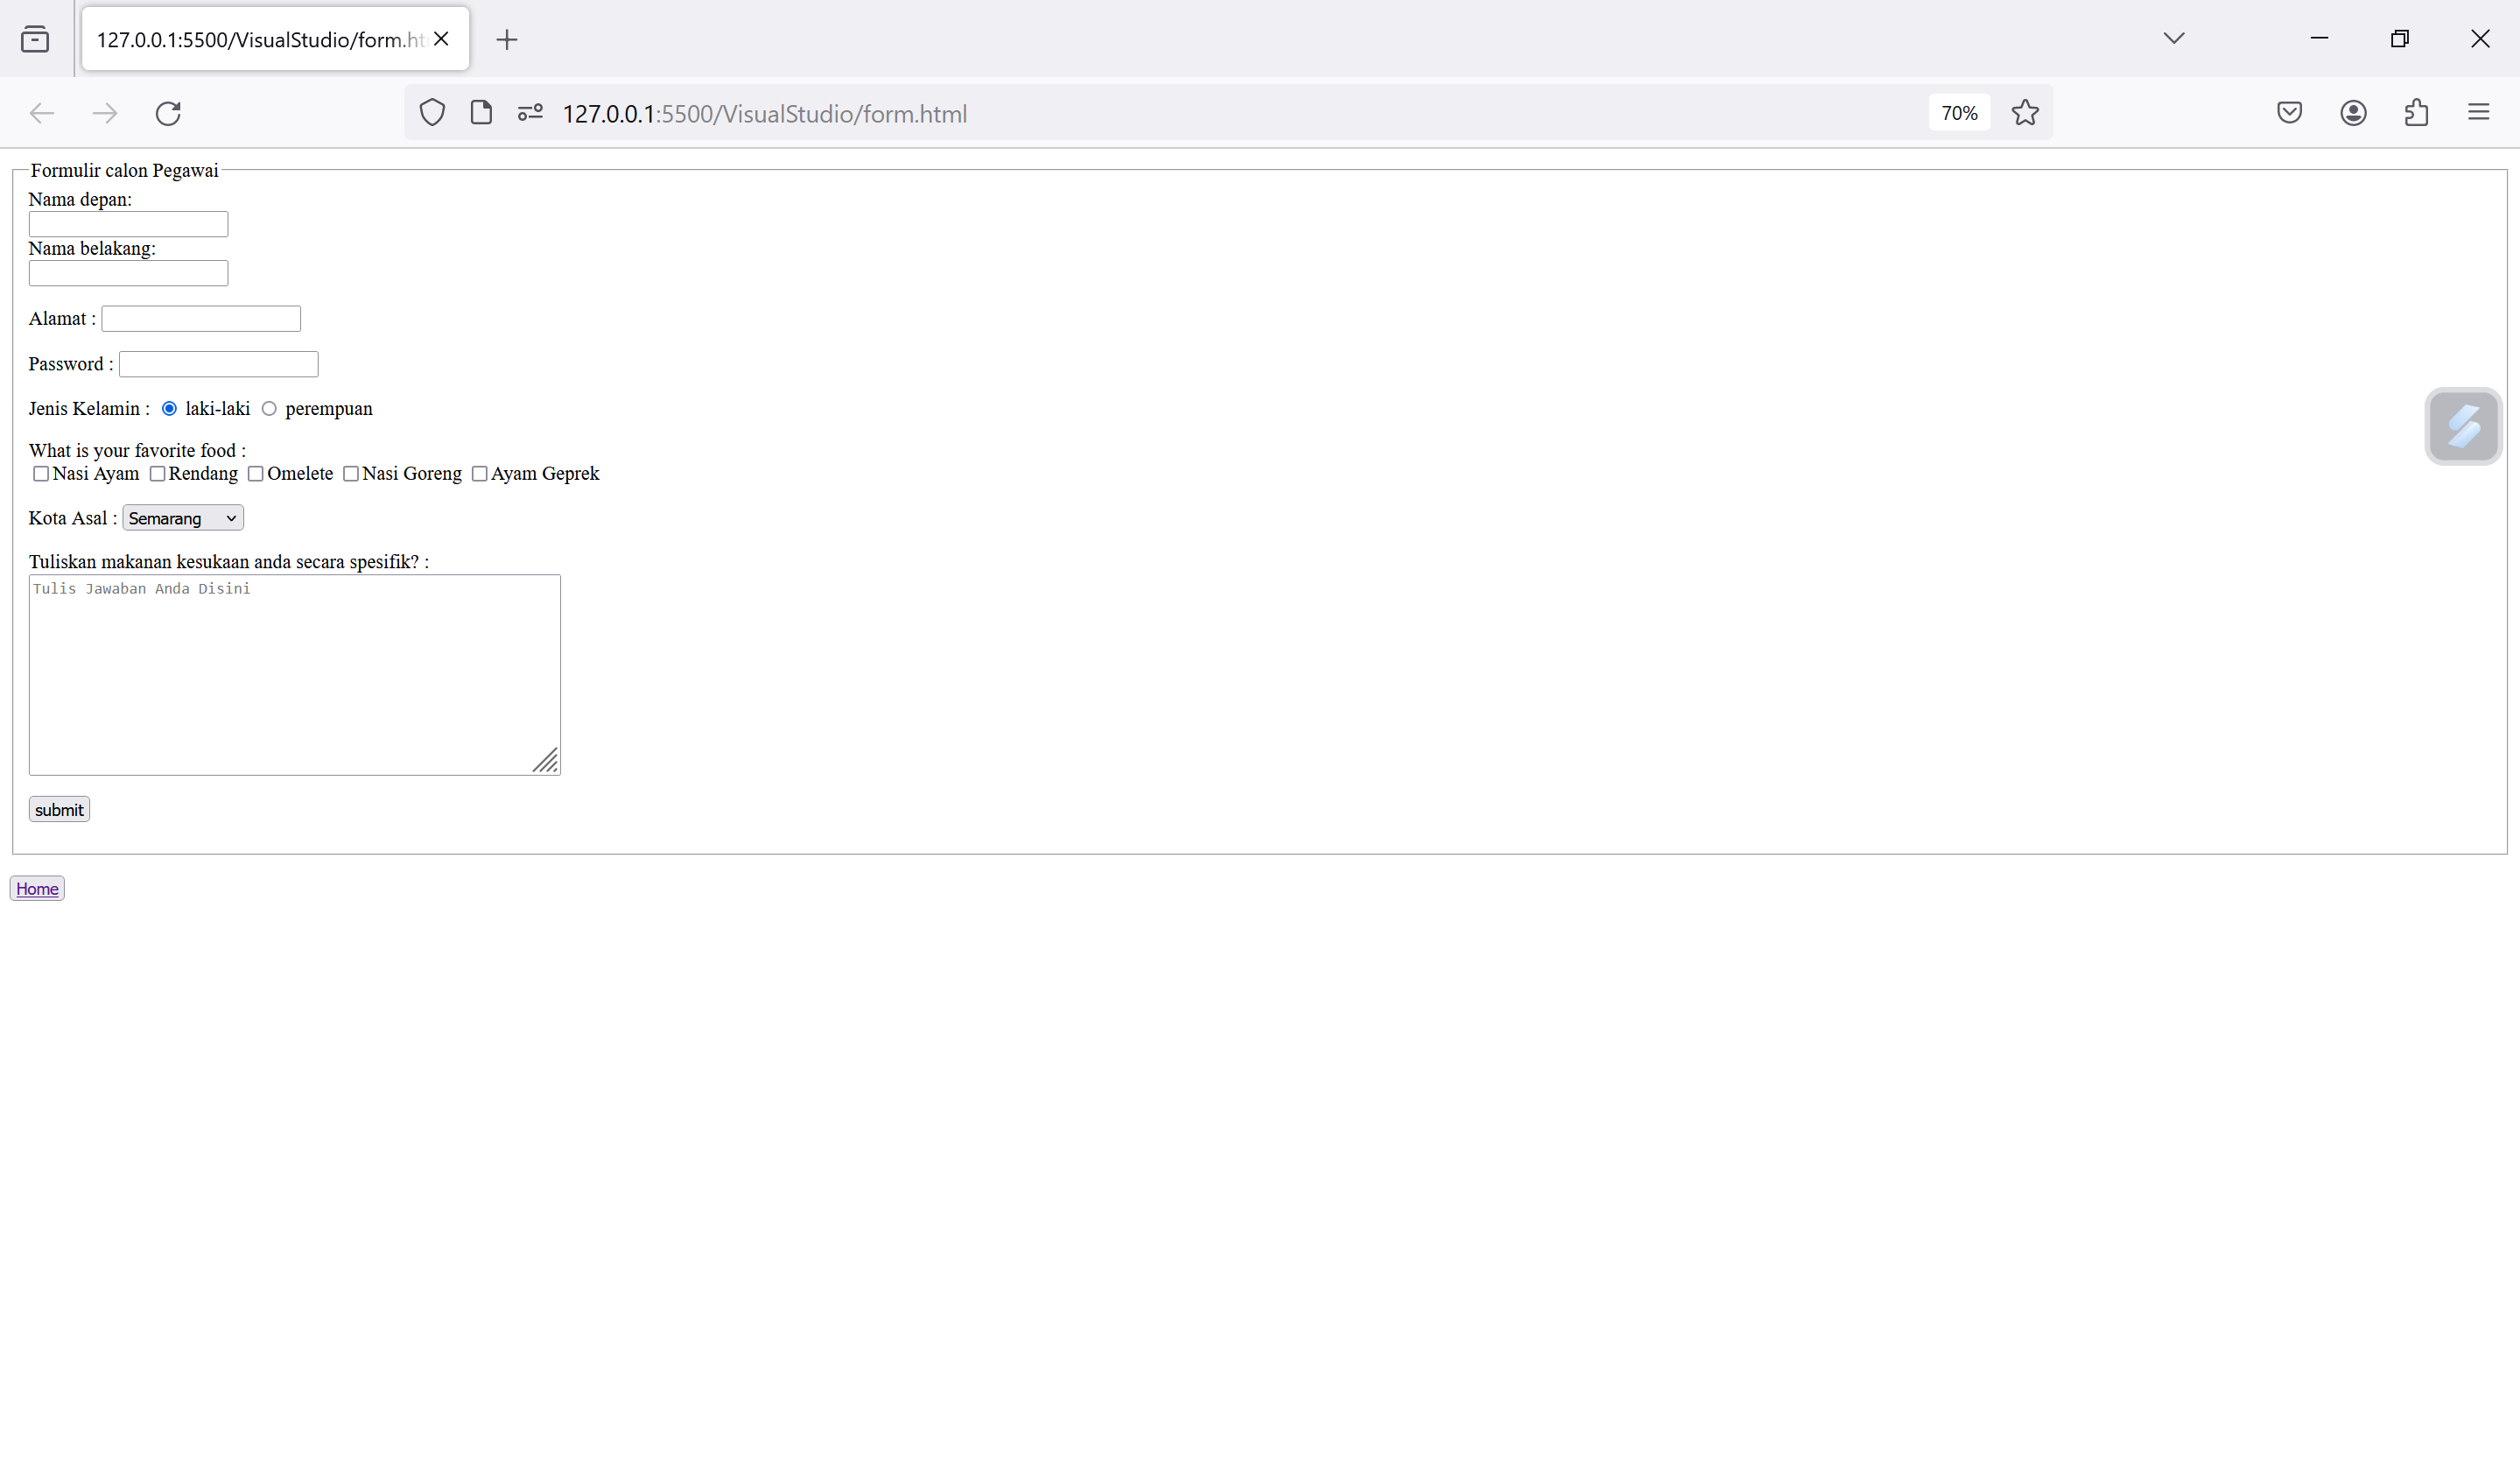 127.0.0.1:5500/VisualStudio/form.ht
127.0.0.1:5500/VisualStudio/form.html
70%
Formulir calon Pegawai
Nama depan:
Nama belakang:
Alamat :
Password :
Jenis Kelamin : laki-laki perempuan
What is your favorite food :
Nasi Ayam Rendang Omelete Nasi Goreng Ayam Geprek
Kota Asal : Semarang
Tuliskan makanan kesukaan anda secara spesifik? :
Tulis Jawaban Anda Disini
submit
Home